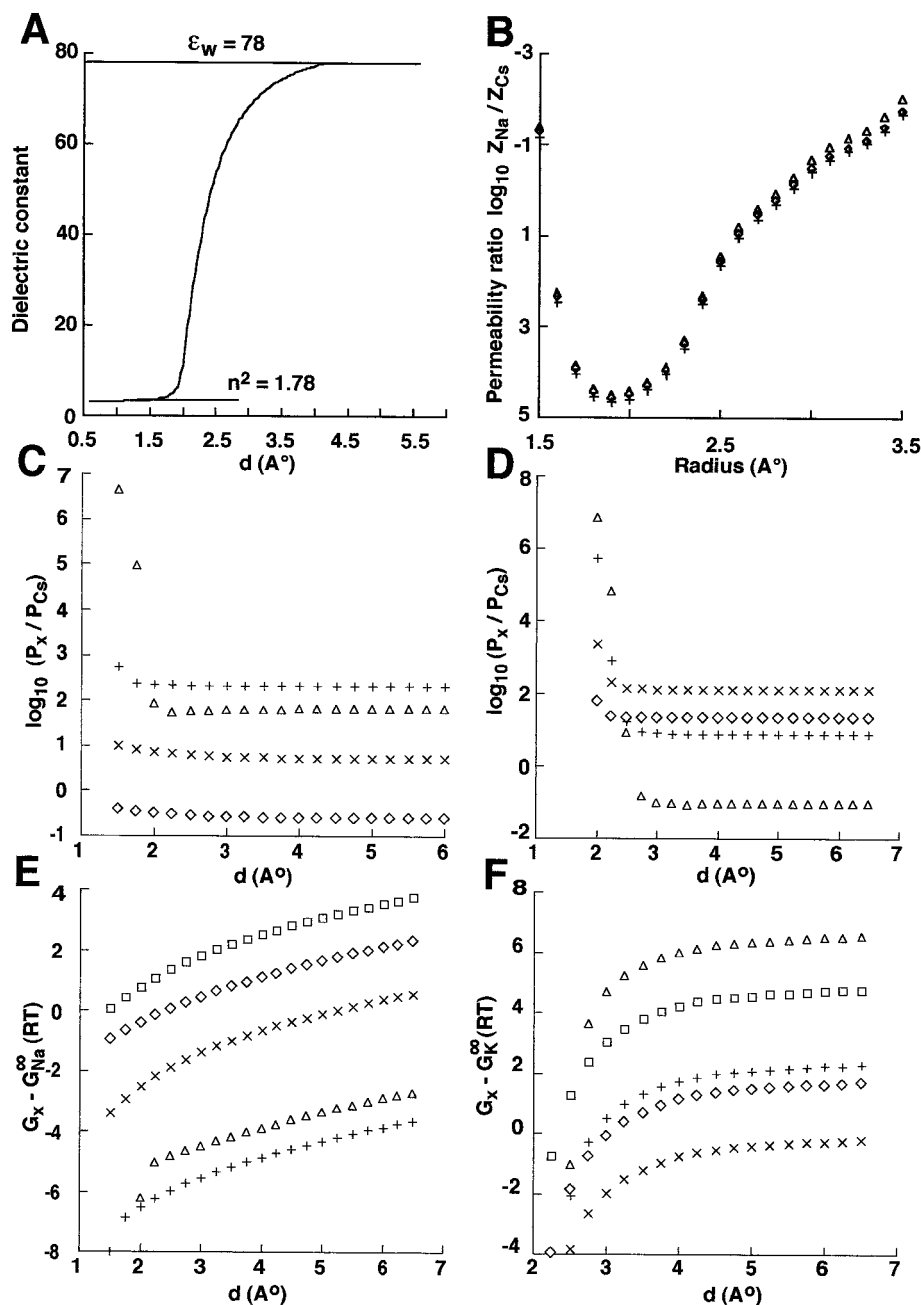 A
ε_W = 78
80
60
40
20
0
Dielectric constant
n² = 1.78
0.5 1.5 2.5 3.5 4.5 5.5
d (A°)
B
-3
-1
1
3
5
Permeability ratio log₁₀ Z_Na / Z_Cs
1.5 2.5 3.5
Radius (A°)
C
7
6
5
4
3
2
1
0
-1
log₁₀ (P_x / P_Cs)
1 2 3 4 5 6
d (A°)
D
8
6
4
2
0
-2
log₁₀ (P_x / P_Cs)
1 2 3 4 5 6 7
d (A°)
E
4
2
0
-2
-4
-6
-8
G_x - G_Na^∞ (RT)
1 2 3 4 5 6 7
d (A°)
F
8
6
4
2
0
-2
-4
G_x - G_K^∞ (RT)
2 3 4 5 6 7
d (A°)